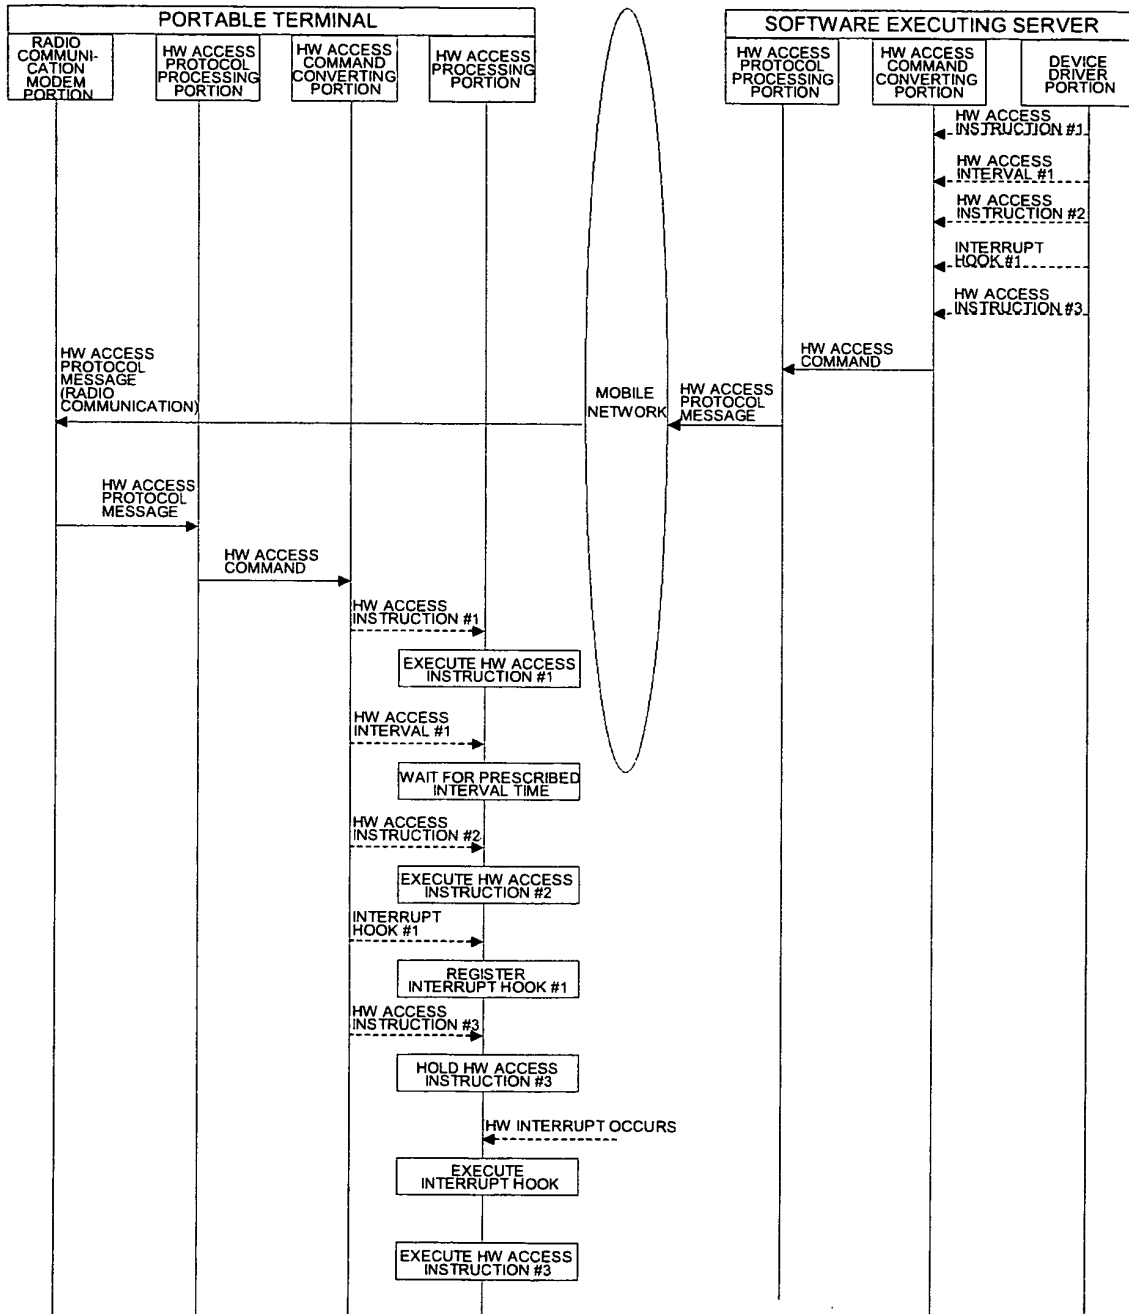 PORTABLE TERMINAL
SOFTWARE EXECUTING SERVER
RADIO
COMMUNI-
CATION
MODEM
PORTION
HW ACCESS
PROTOCOL
PROCESSING
PORTION
HW ACCESS
COMMAND
CONVERTING
PORTION
HW ACCESS
PROCESSING
PORTION
HW ACCESS
PROTOCOL
PROCESSING
PORTION
HW ACCESS
COMMAND
CONVERTING
PORTION
DEVICE
DRIVER
PORTION
HW ACCESS
INSTRUCTION #1
HW ACCESS
INTERVAL #1
HW ACCESS
INSTRUCTION #2
INTERRUPT
HOOK #1
HW ACCESS
INSTRUCTION #3
HW ACCESS
COMMAND
HW ACCESS
PROTOCOL
MESSAGE
MOBILE
NETWORK
HW ACCESS
PROTOCOL
MESSAGE
(RADIO
COMMUNICATION)
HW ACCESS
PROTOCOL
MESSAGE
HW ACCESS
COMMAND
HW ACCESS
INSTRUCTION #1
EXECUTE HW ACCESS
INSTRUCTION #1
HW ACCESS
INTERVAL #1
WAIT FOR PRESCRIBED
INTERVAL TIME
HW ACCESS
INSTRUCTION #2
EXECUTE HW ACCESS
INSTRUCTION #2
INTERRUPT
HOOK #1
REGISTER
INTERRUPT HOOK #1
HW ACCESS
INSTRUCTION #3
HOLD HW ACCESS
INSTRUCTION #3
HW INTERRUPT OCCURS
EXECUTE
INTERRUPT HOOK
EXECUTE HW ACCESS
INSTRUCTION #3